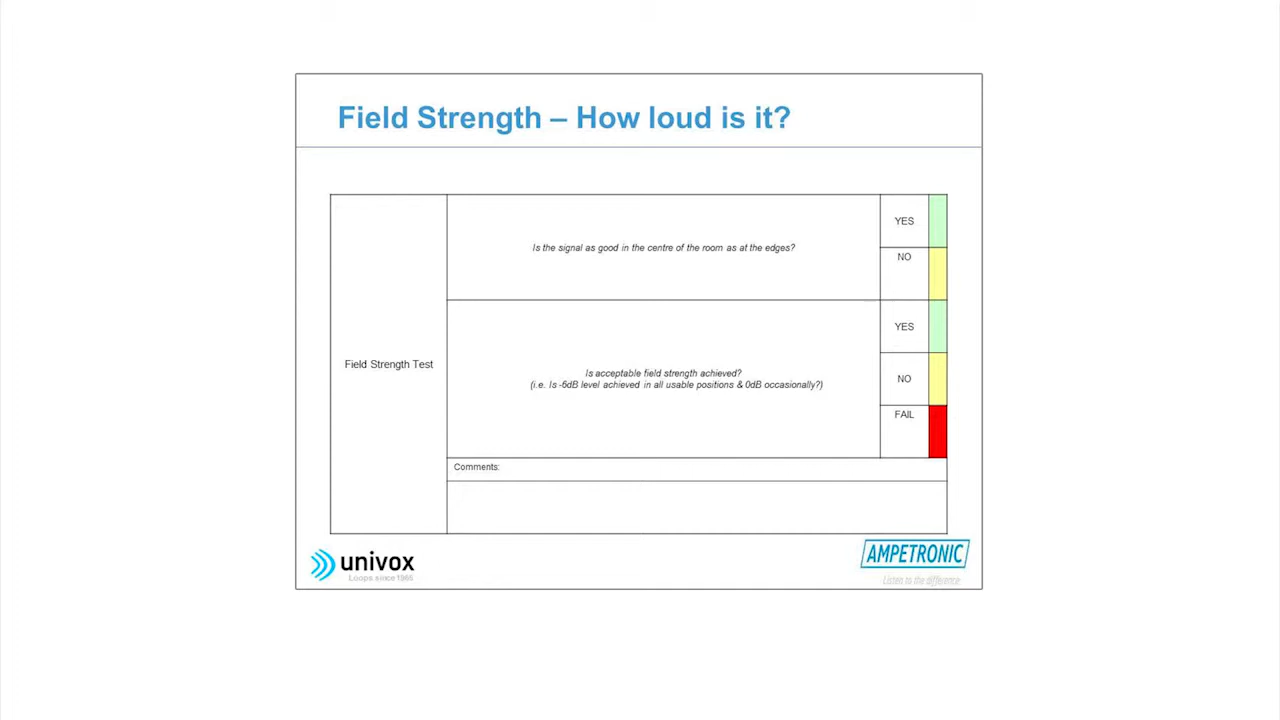 Field Strength – How loud is it?
Field Strength Test
Is the signal as good in the centre of the room as at the edges?
YES
NO
Is acceptable field strength achieved?
(i.e. Is -6dB level achieved in all usable positions & 0dB occasionally?)
YES
NO
FAIL
Comments:
univox
Loops since 1965
AMPETRONIC
Listen to the difference